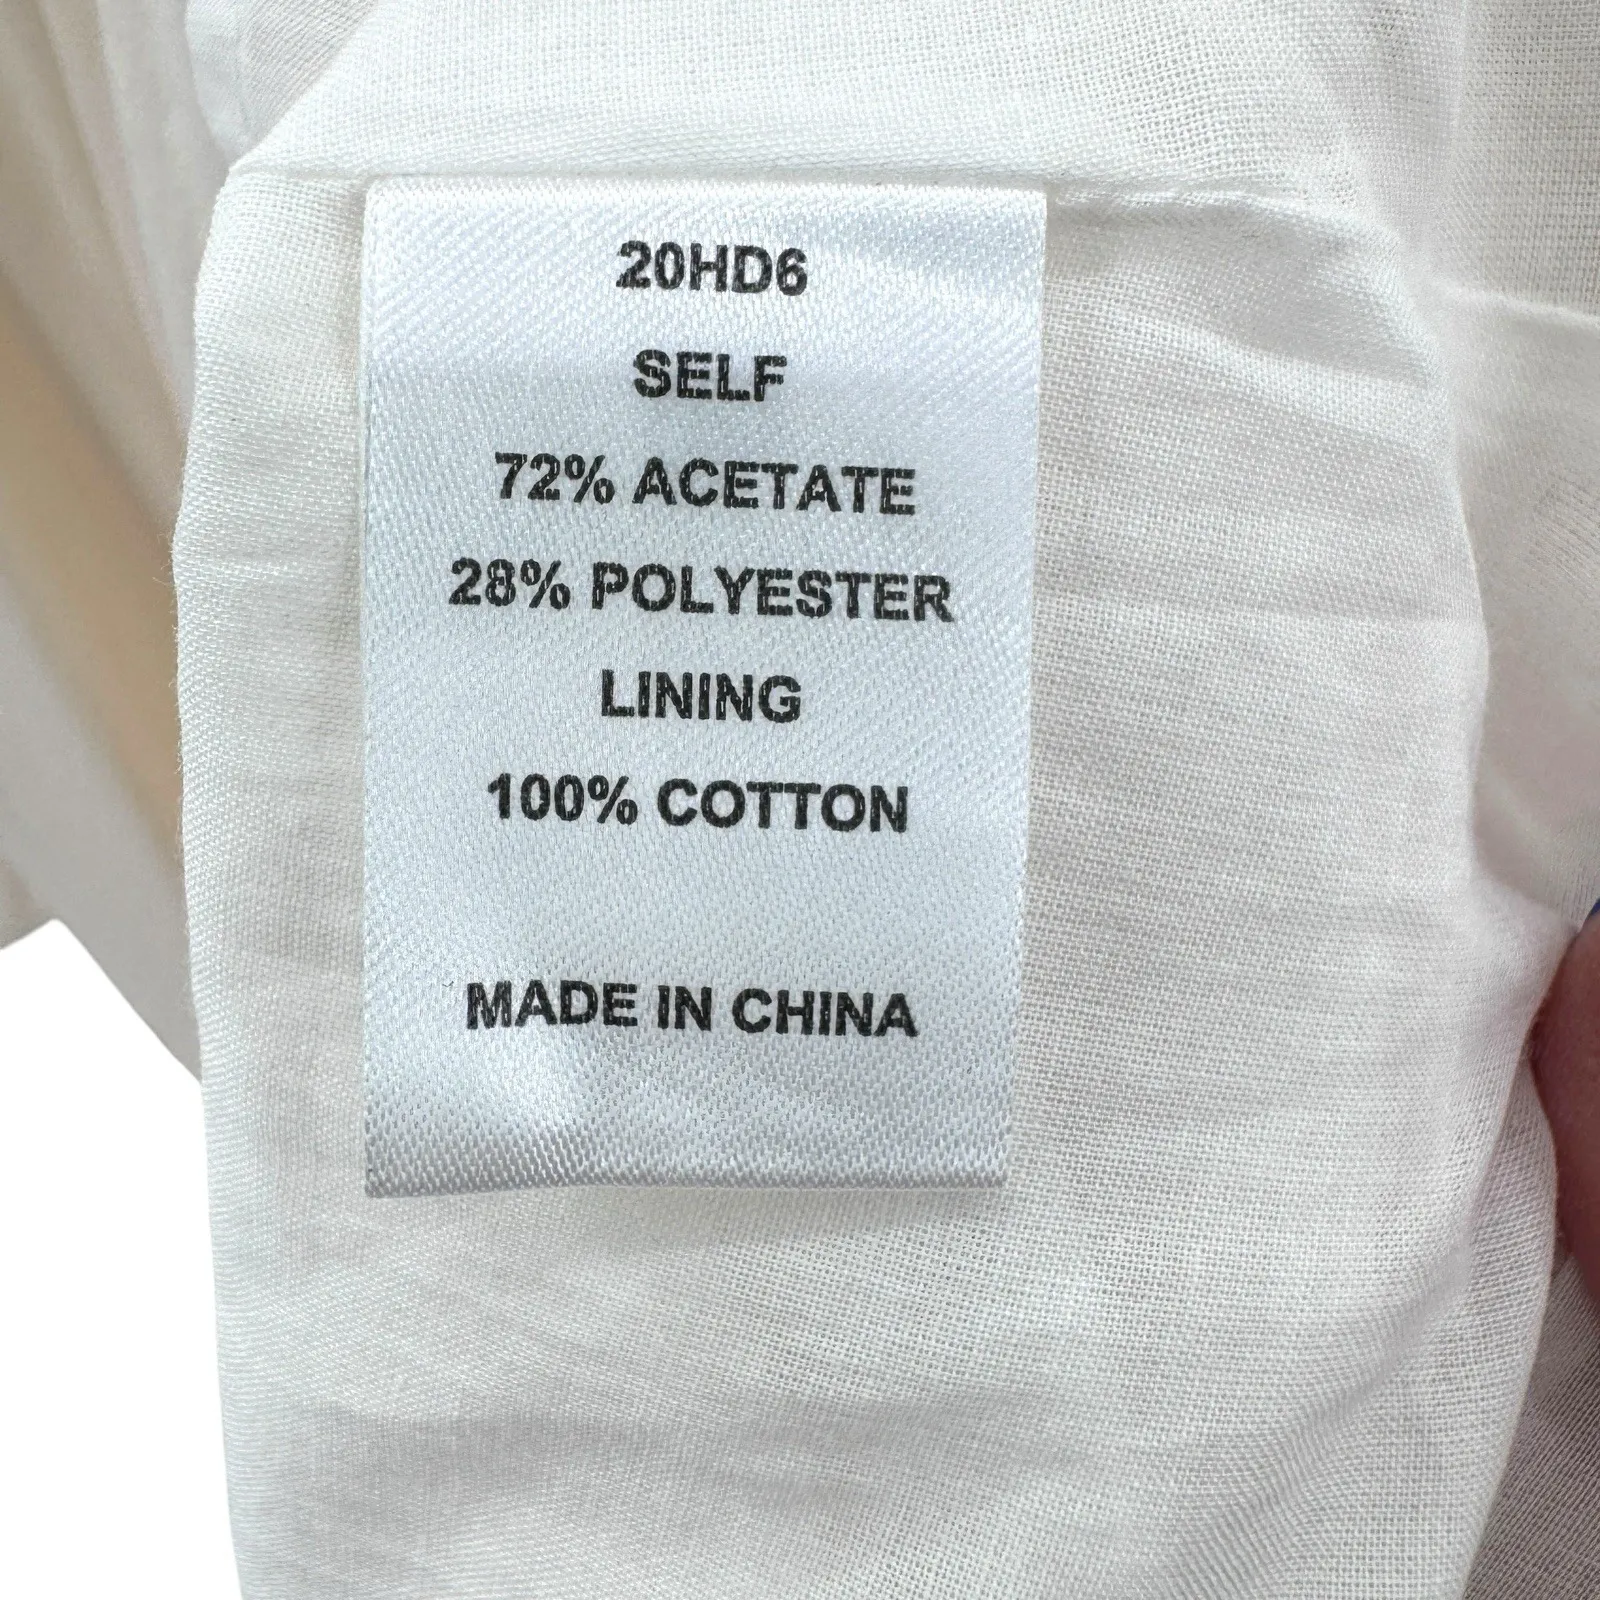 20HD6
SELF
72% ACETATE
28% POLYESTER
LINING
100% COTTON
MADE IN CHINA